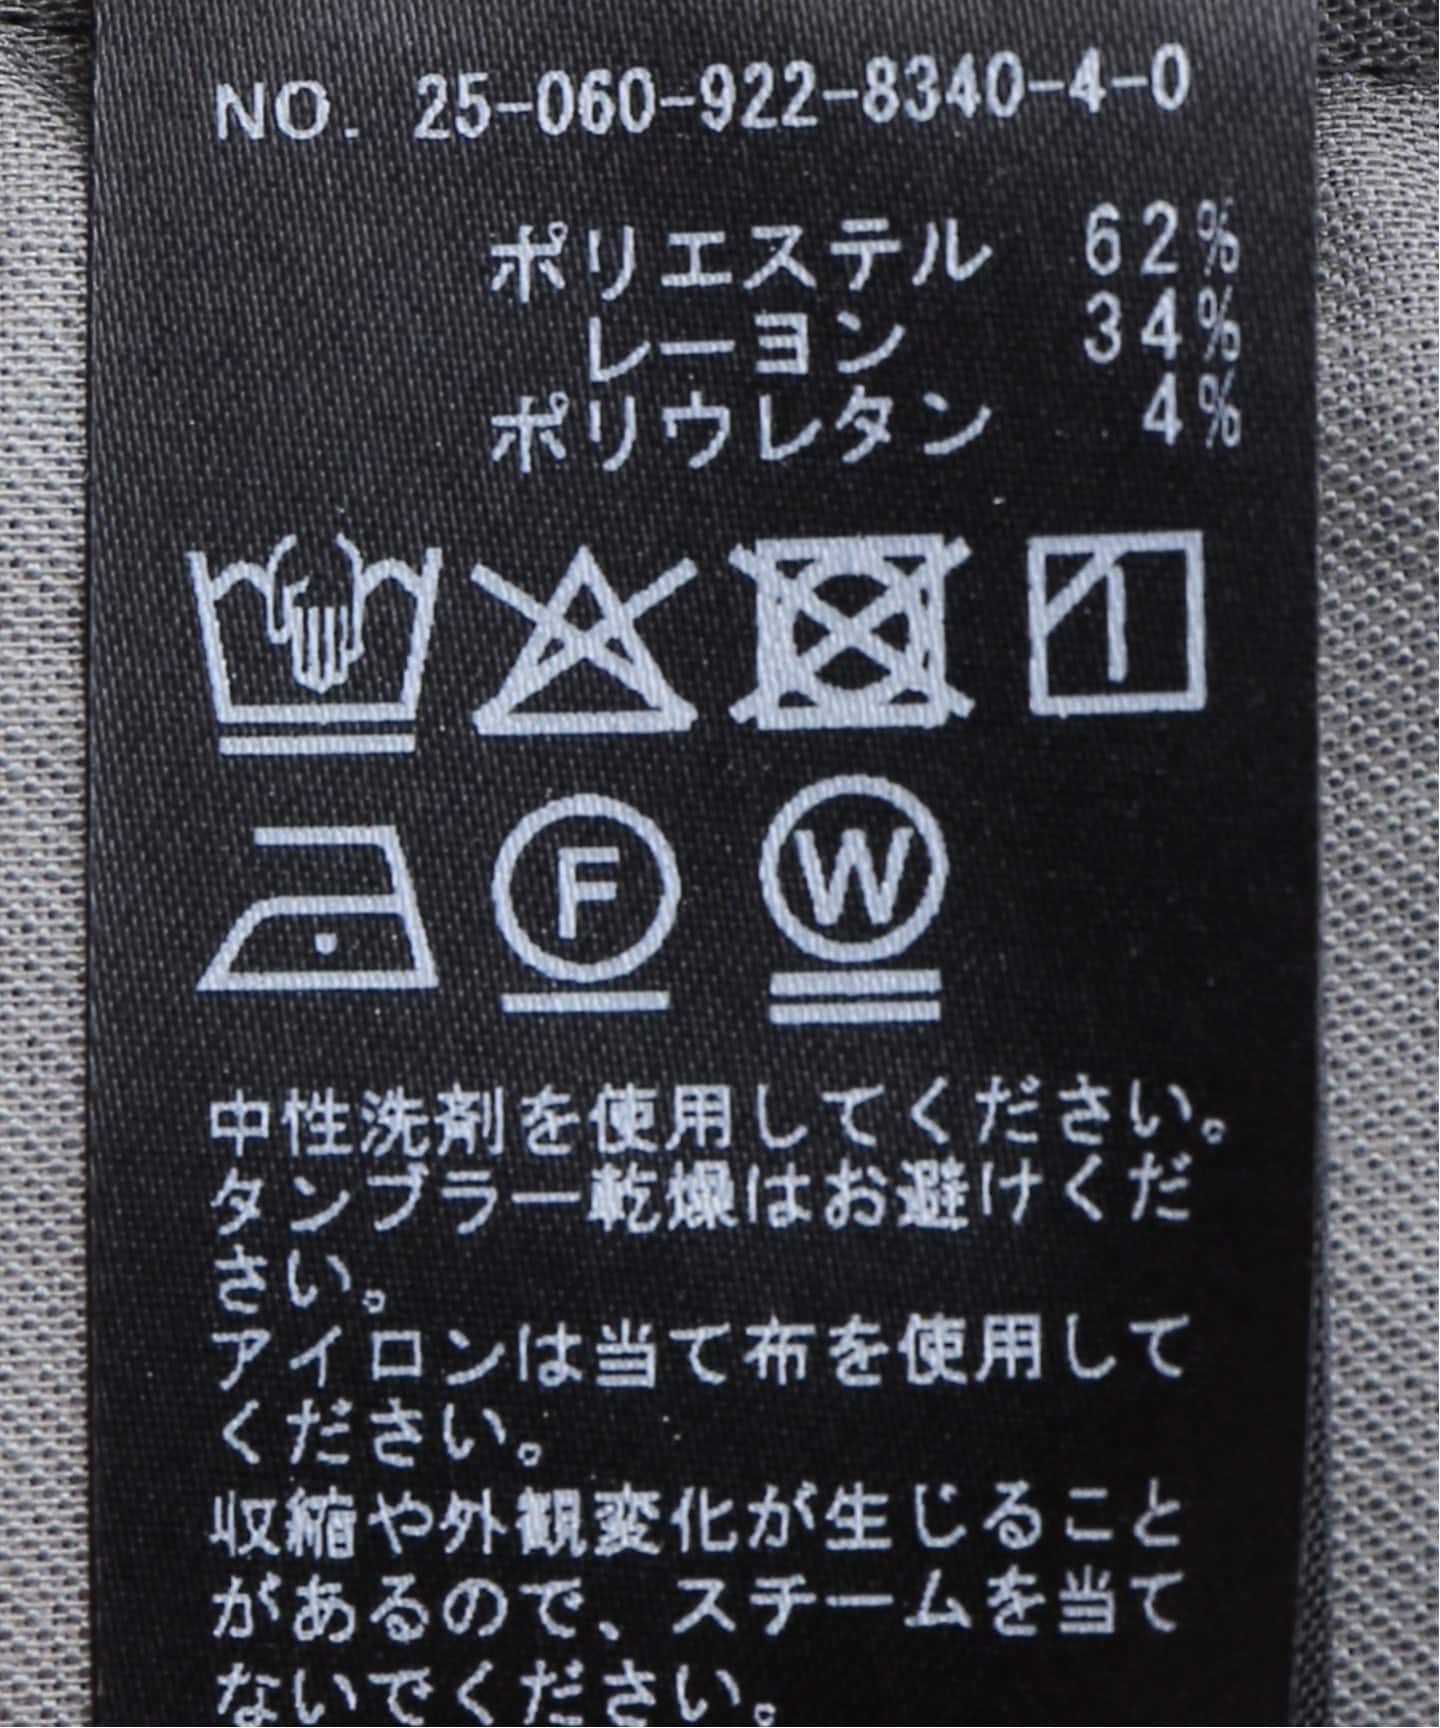 NO. 25-060-922-8340-4-0
ポリエステル 62%
レーヨン 34%
ポリウレタン 4%
F W
中性洗剤を使用してください。
タンブラー乾燥はお避けくだ
さい。
アイロンは当て布を使用して
ください。
収縮や外観変化が生じること
があるので、スチームを当て
ないでください。